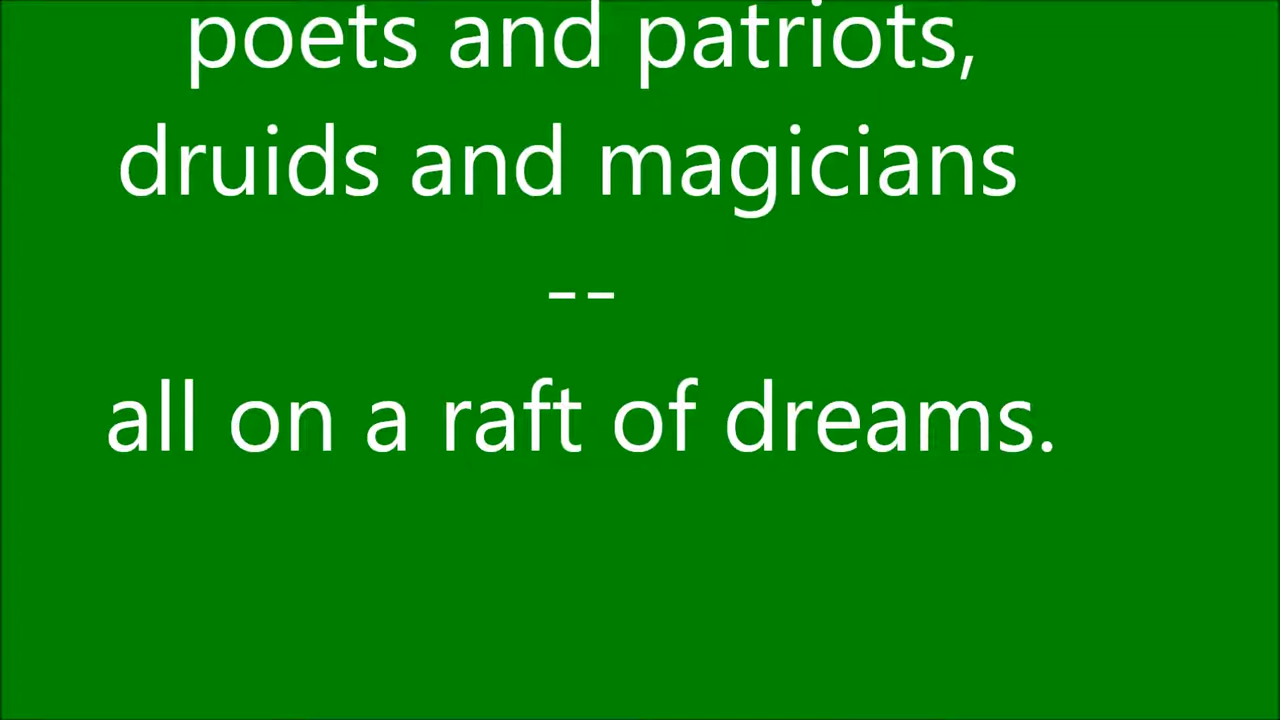 poets and patriots,
druids and magicians
--
all on a raft of dreams.